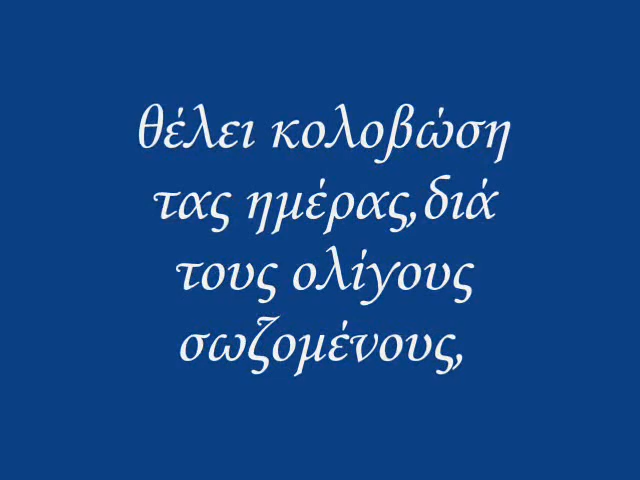 θέλει κολοβώση
τας ημέρας,διά
τους ολίγους
σωζομένους,